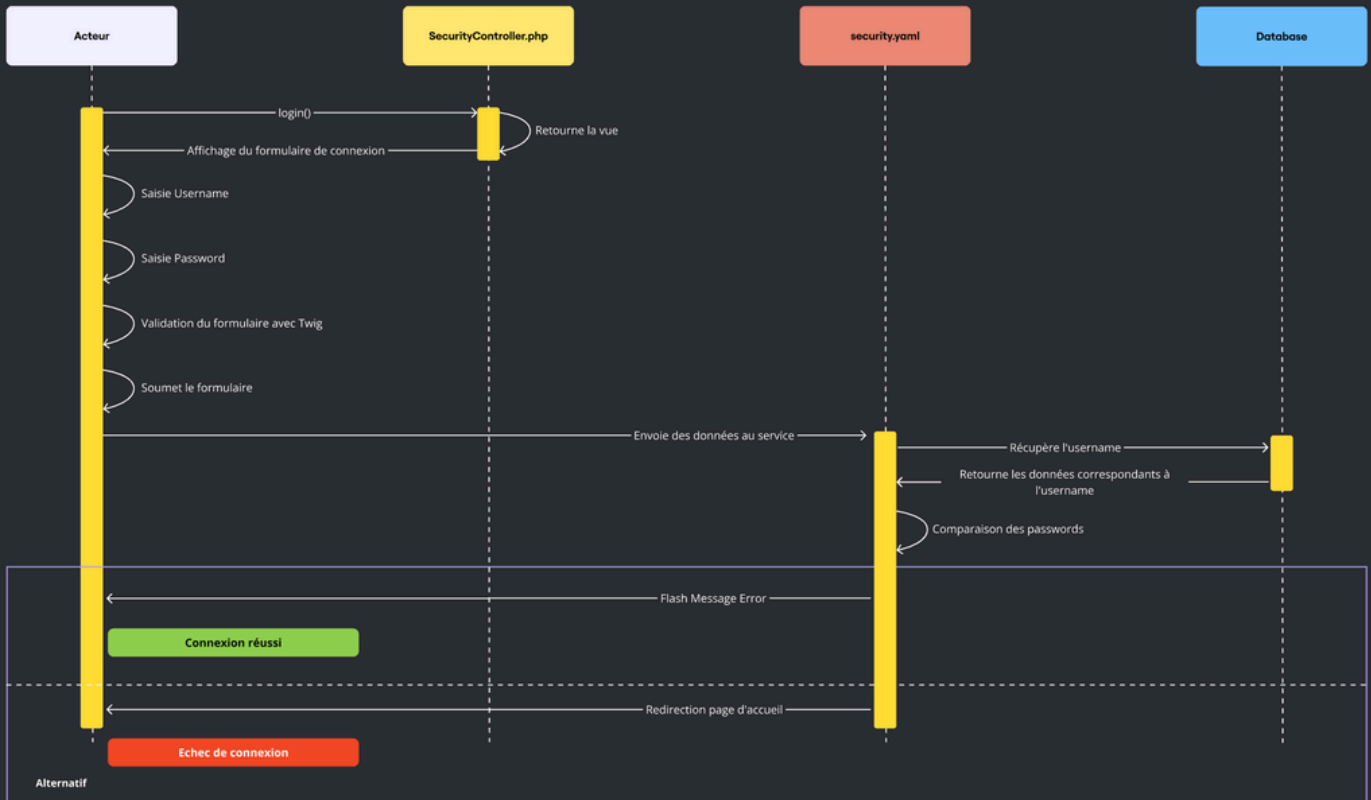 Acteur
SecurityController.php
security.yaml
Database
login()
Retourne la vue
Affichage du formulaire de connexion
Saisie Username
Saisie Password
Validation du formulaire avec Twig
Soumet le formulaire
Envoie des données au service
Récupère l'username
Retourne les données correspondants à
l'username
Comparaison des passwords
Flash Message Error
Connexion réussi
Redirection page d'accueil
Echec de connexion
Alternatif